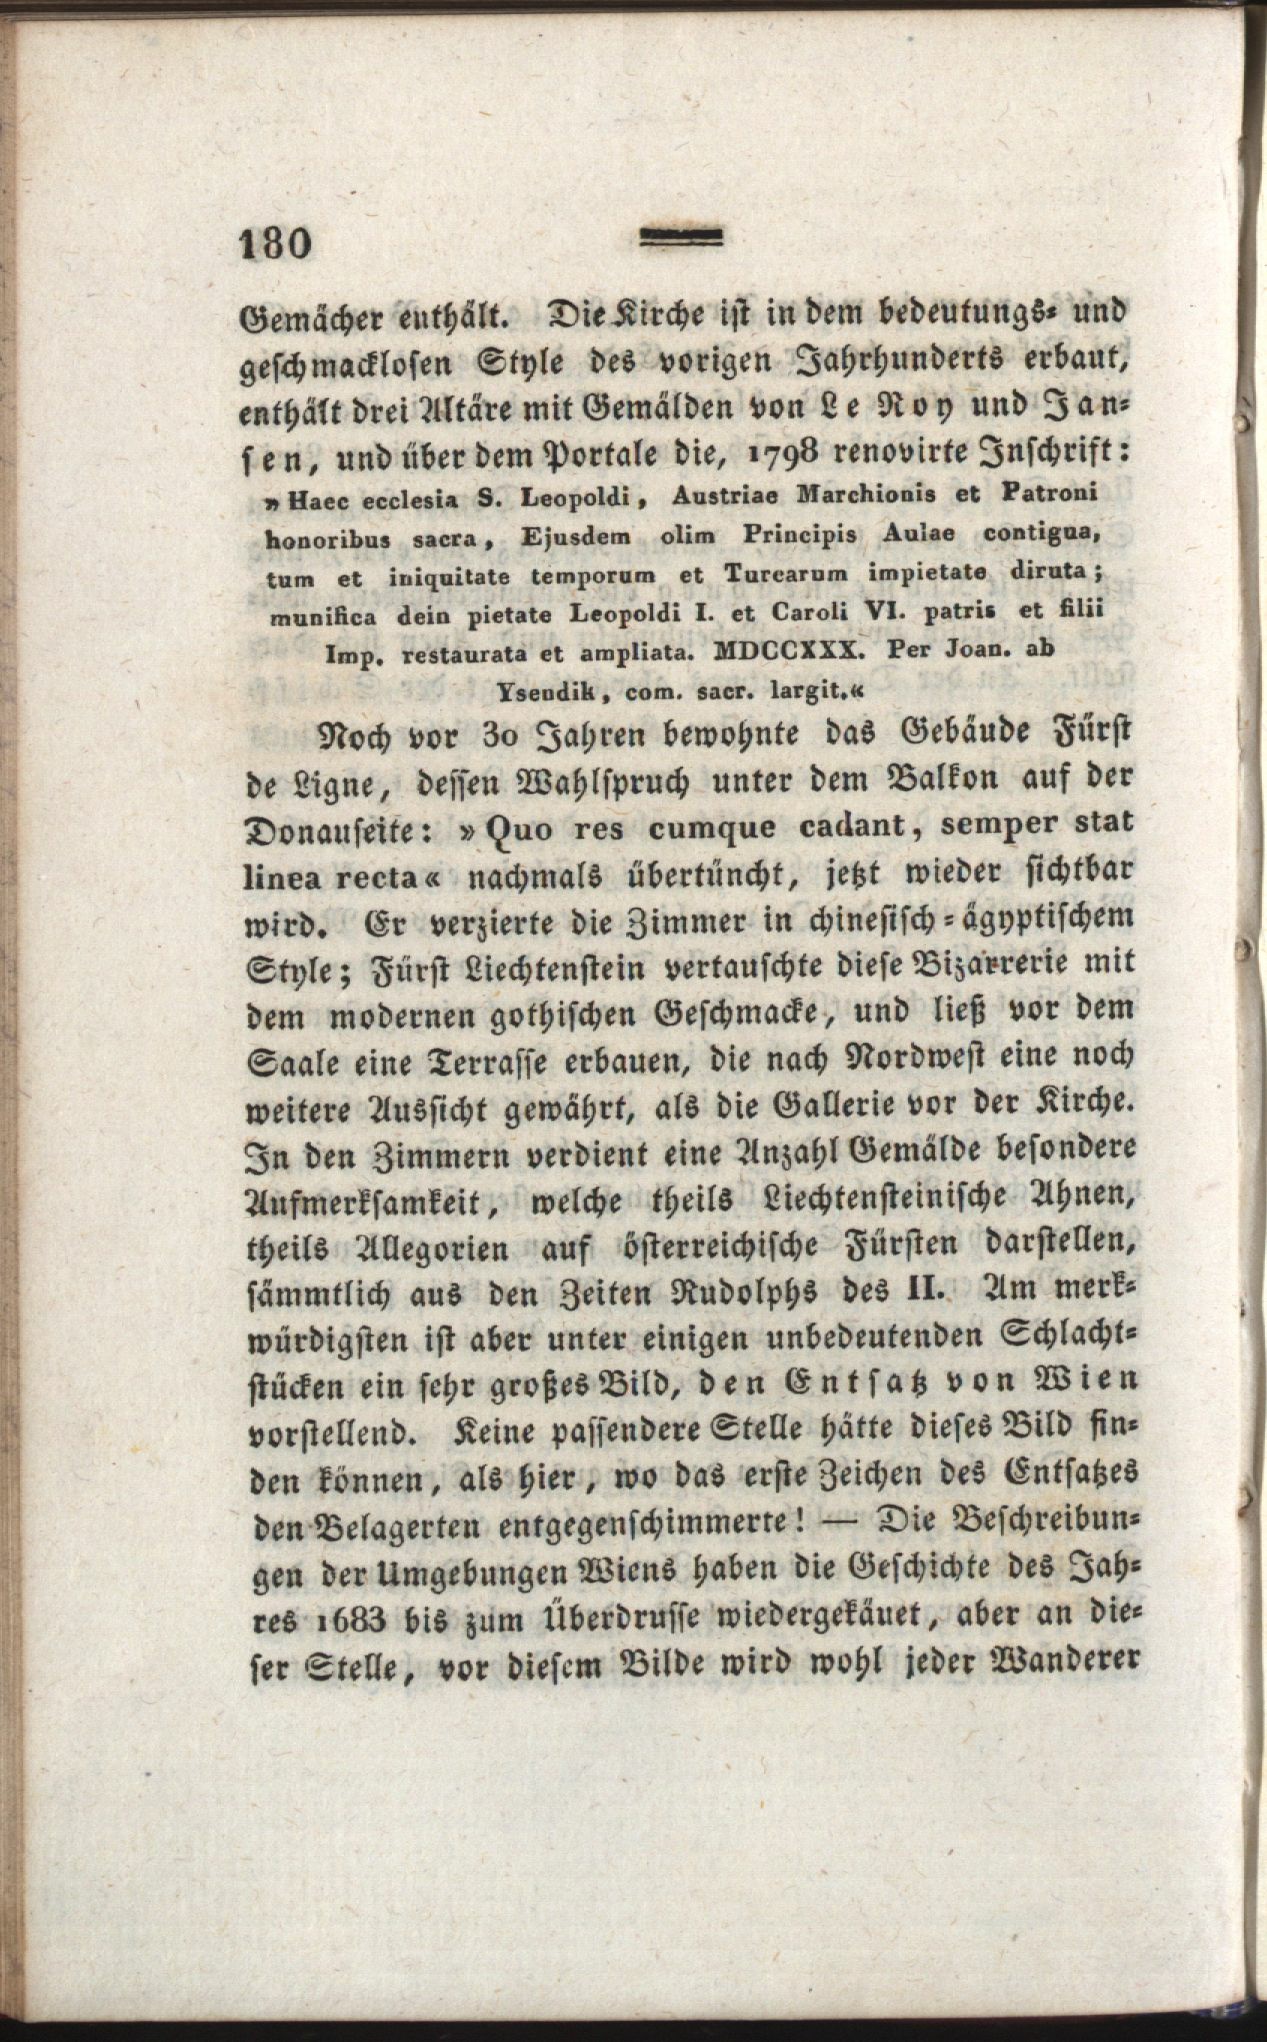 180
Gemächer enthält. Die Kirche ist in dem bedeutungs- und
geschmacklosen Style des vorigen Jahrhunderts erbaut,
enthält drei Altäre mit Gemälden von Le Roy und Jan-
sen, und über dem Portale die, 1798 renovirte Inschrift:
»Haec ecclesia S. Leopoldi, Austriae Marchionis et Patroni
honoribus sacra, Ejusdem olim Principis Aulae contigua,
tum et iniquitate temporum et Turcarum impietate diruta;
munifica dein pietate Leopoldi I. et Caroli VI. patris et filii
Imp. restaurata et ampliata. MDCCXXX. Per Joan. ab
Ysendik, com. sacr. largit.«
Noch vor 30 Jahren bewohnte das Gebäude Fürst
de Ligne, dessen Wahlspruch unter dem Balkon auf der
Donauseite: »Quo res cumque cadant, semper stat
linea recta« nachmals übertüncht, jetzt wieder sichtbar
wird. Er verzierte die Zimmer in chinesisch-ägyptischem
Style; Fürst Liechtenstein vertauschte diese Bizarrerie mit
dem modernen gothischen Geschmacke, und ließ vor dem
Saale eine Terrasse erbauen, die nach Nordwest eine noch
weitere Aussicht gewährt, als die Gallerie vor der Kirche.
In den Zimmern verdient eine Anzahl Gemälde besondere
Aufmerksamkeit, welche theils Liechtensteinische Ahnen,
theils Allegorien auf österreichische Fürsten darstellen,
sämmtlich aus den Zeiten Rudolphs des II. Am merk-
würdigsten ist aber unter einigen unbedeutenden Schlacht-
stücken ein sehr großes Bild, den Entsatz von Wien
vorstellend. Keine passendere Stelle hätte dieses Bild fin-
den können, als hier, wo das erste Zeichen des Entsatzes
den Belagerten entgegenschimmerte! — Die Beschreibun-
gen der Umgebungen Wiens haben die Geschichte des Jah-
res 1683 bis zum Überdrusse wiedergekäuet, aber an die-
ser Stelle, vor diesem Bilde wird wohl jeder Wanderer